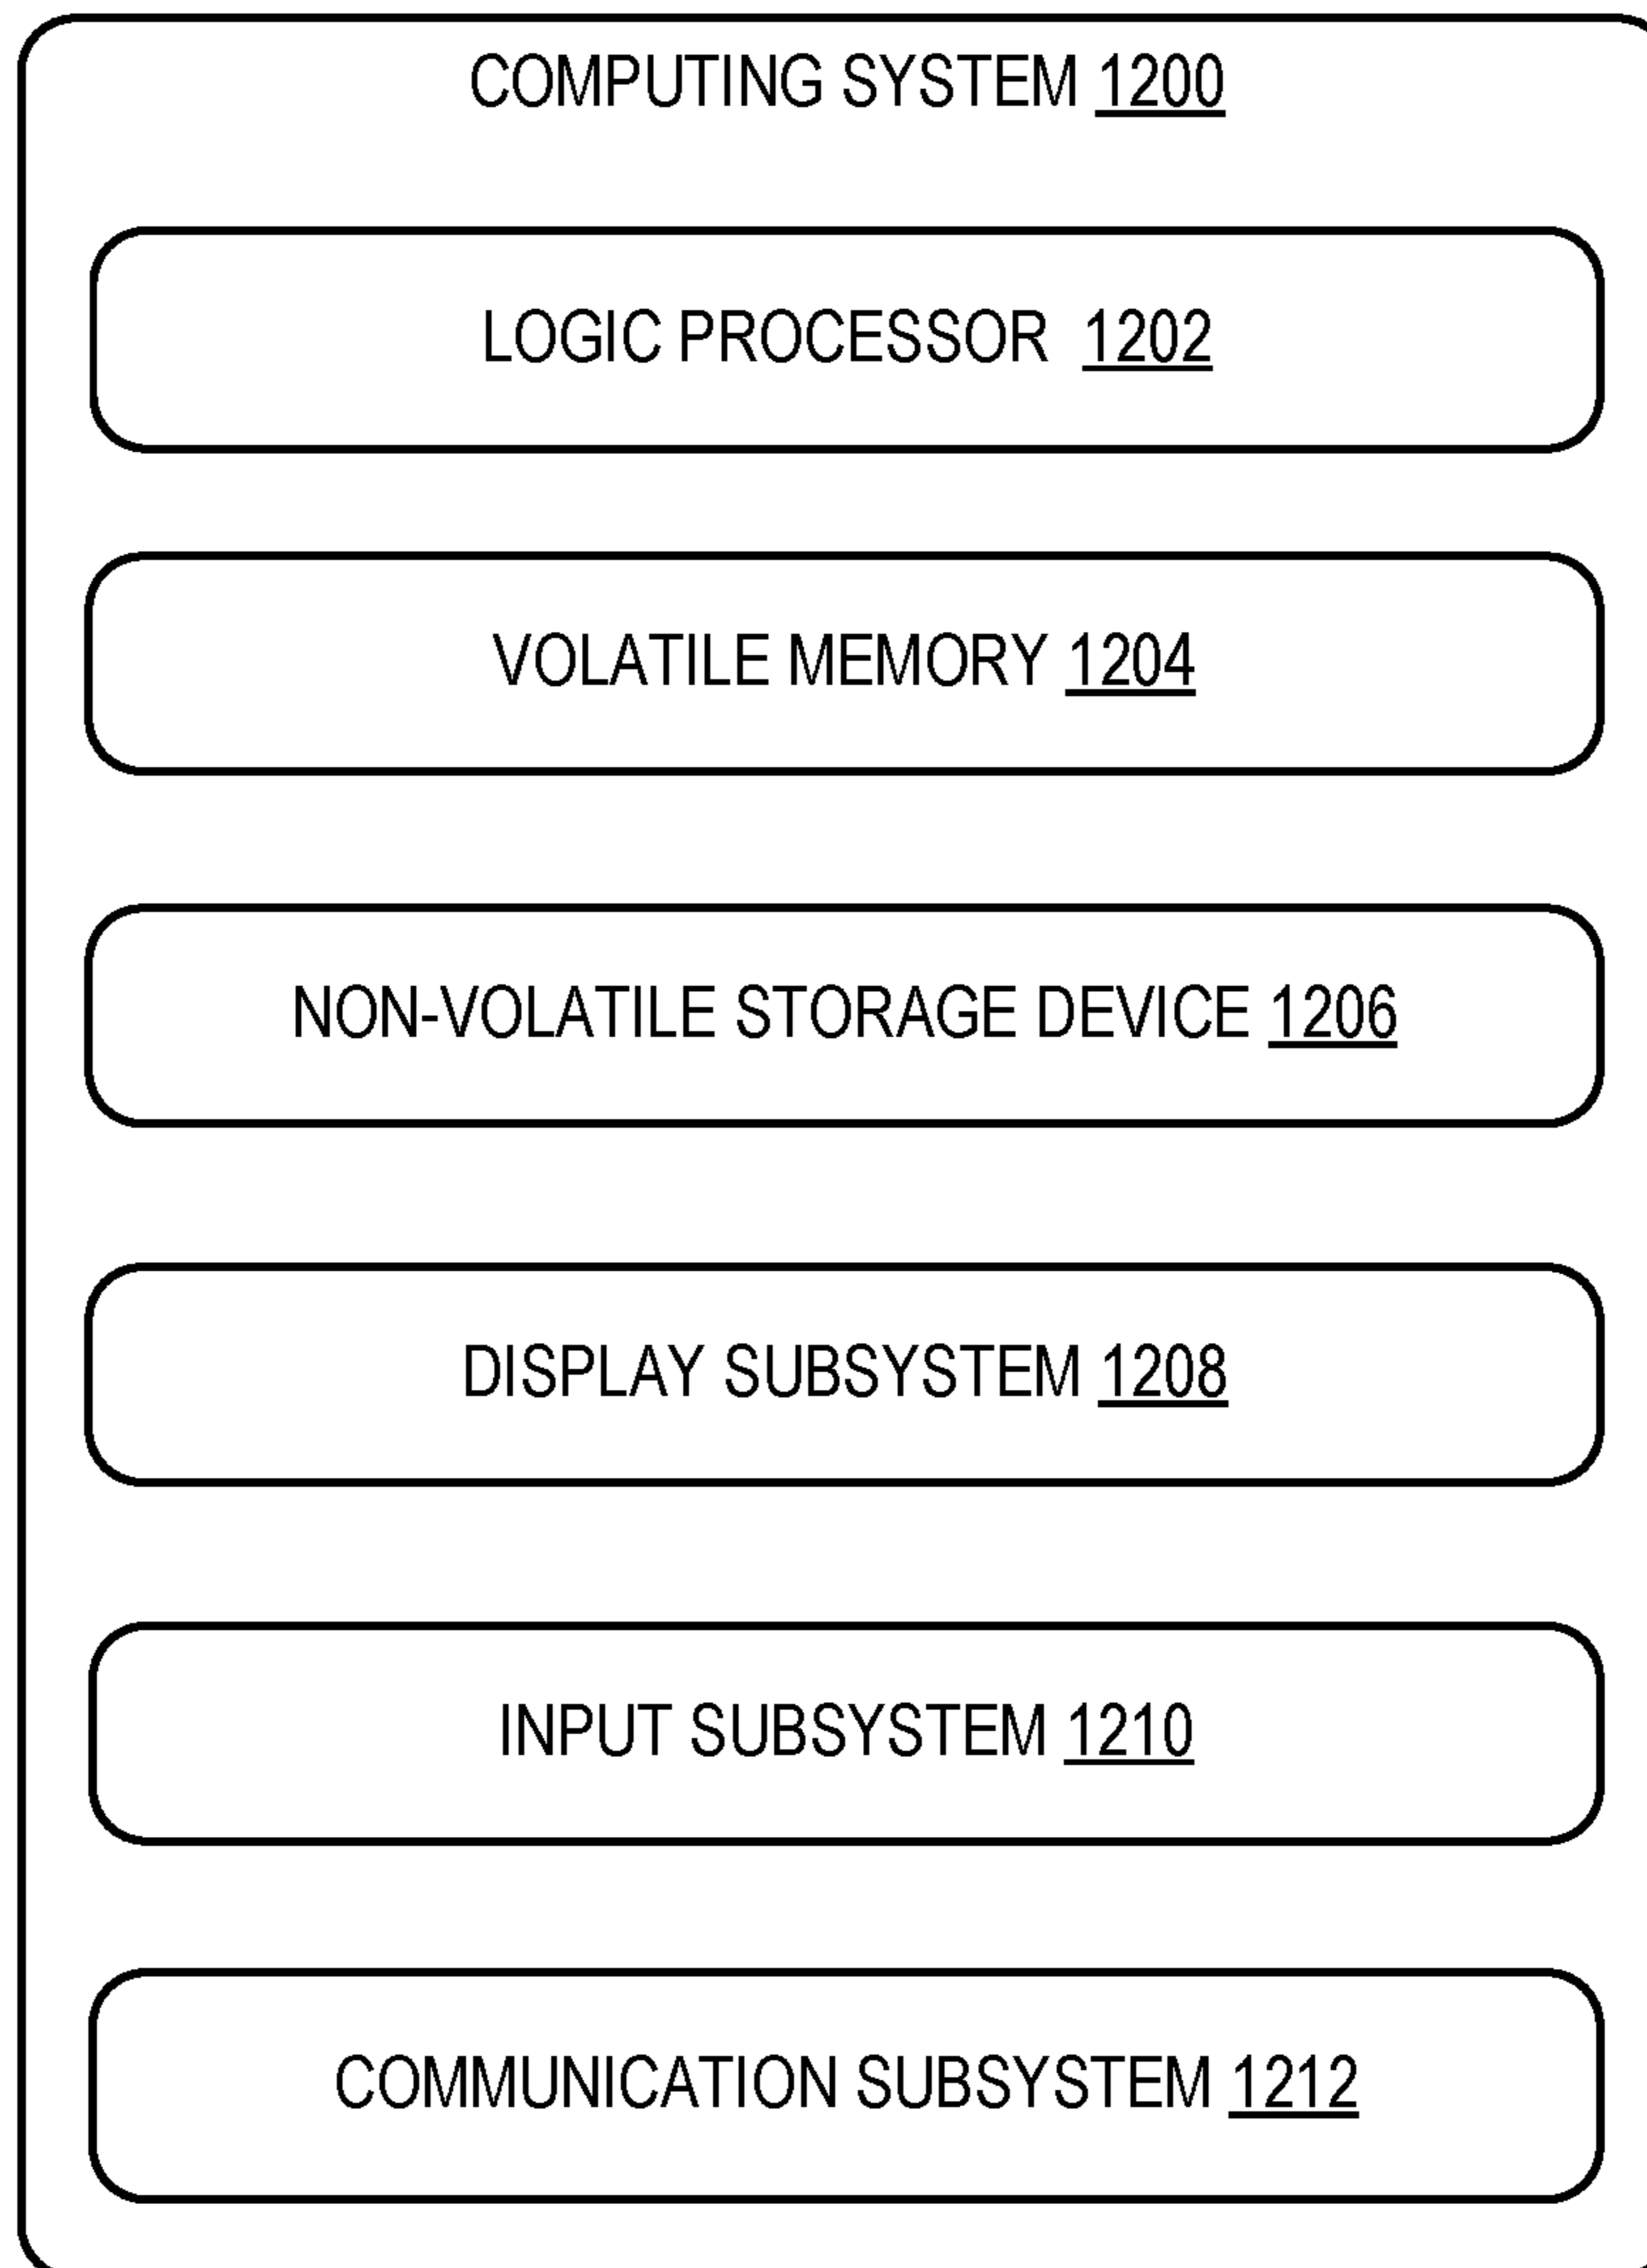 COMPUTING SYSTEM 1200
LOGIC PROCESSOR 1202
VOLATILE MEMORY 1204
NON-VOLATILE STORAGE DEVICE 1206
DISPLAY SUBSYSTEM 1208
INPUT SUBSYSTEM 1210
COMMUNICATION SUBSYSTEM 1212